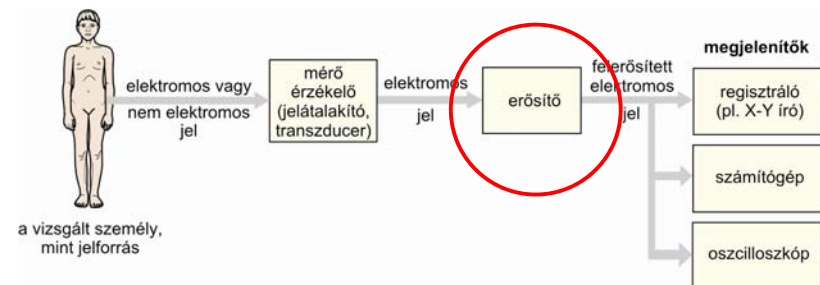 elektromos vagy
nem elektromos
jel
a vizsgált személy,
mint jelforrás
mérő
érzékelő
(jelátalakító,
transzducer)
elektromos
jel
erősítő
felerősített
elektromos
jel
megjelenítők
regisztráló
(pl. X-Y író)
számítógép
oszcilloszkóp